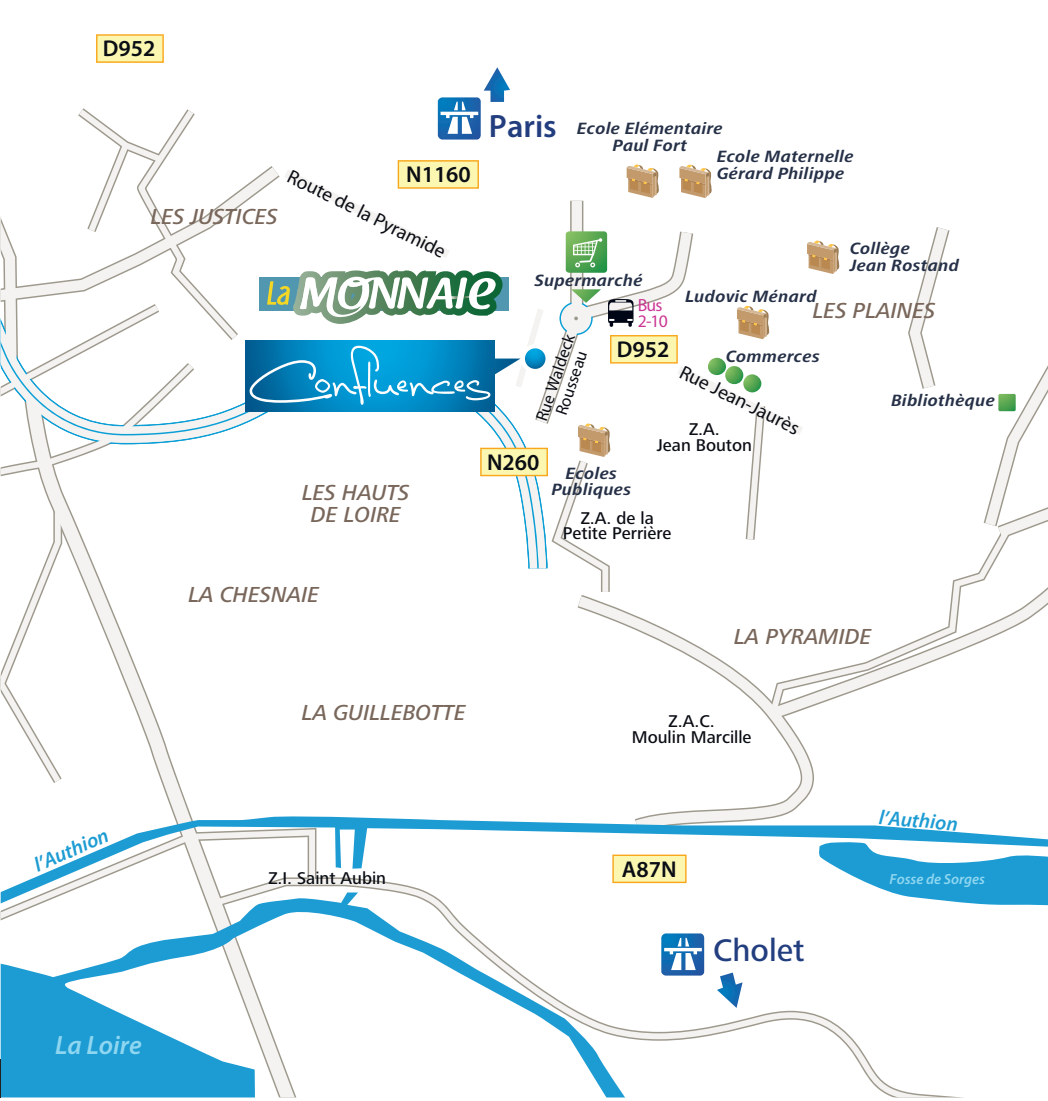 D952
Paris
Ecole Elémentaire
Paul Fort
Ecole Maternelle
Gérard Philippe
N1160
Route de la Pyramide
LES JUSTICES
Collège
Jean Rostand
Supermarché
La MONNAIE
Ludovic Ménard
LES PLAINES
Bus
2-10
D952
Confluences
Rue Waldeck
Rousseau
Commerces
Rue Jean-Jaurès
Bibliothèque
Z.A.
Jean Bouton
N260
Ecoles
Publiques
LES HAUTS
DE LOIRE
Z.A. de la
Petite Perrière
LA CHESNAIE
LA PYRAMIDE
LA GUILLEBOTTE
Z.A.C.
Moulin Marcille
l'Authion
l'Authion
Z.I. Saint Aubin
A87N
Fosse de Sorges
Cholet
La Loire